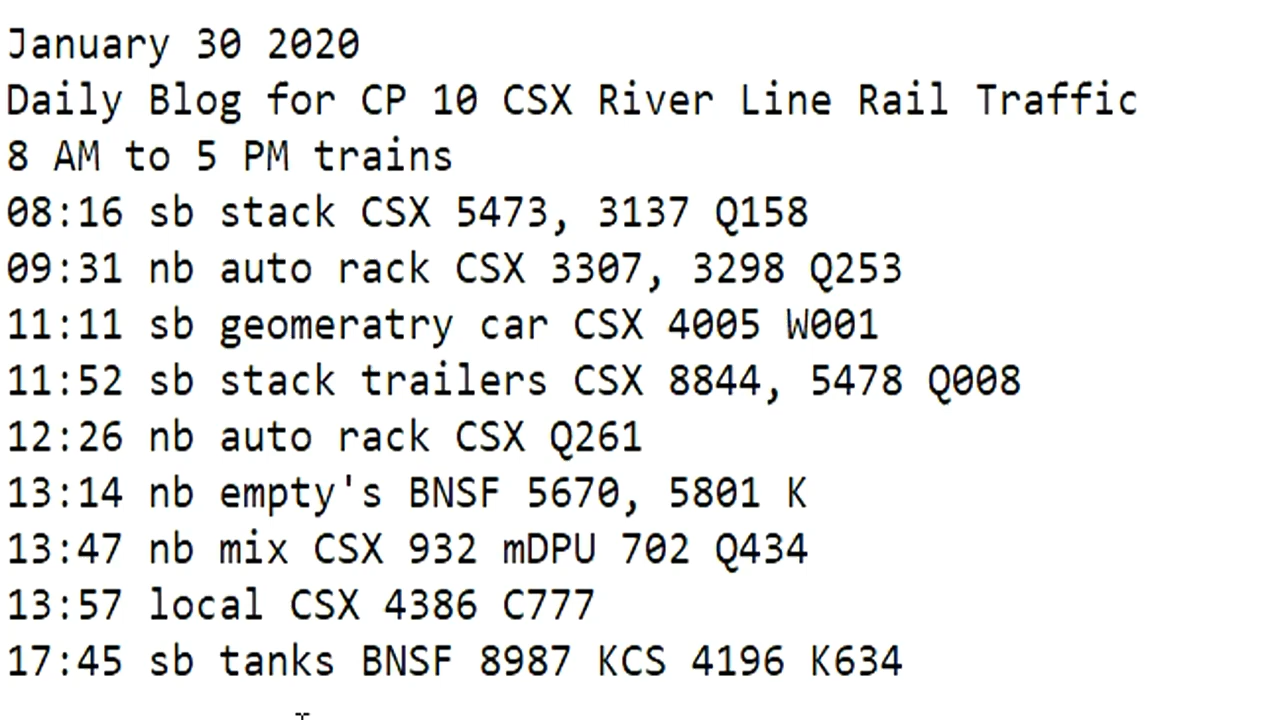 January 30 2020
Daily Blog for CP 10 CSX River Line Rail Traffic
8 AM to 5 PM trains
08:16 sb stack CSX 5473, 3137 Q158
09:31 nb auto rack CSX 3307, 3298 Q253
11:11 sb geomeratry car CSX 4005 W001
11:52 sb stack trailers CSX 8844, 5478 Q008
12:26 nb auto rack CSX Q261
13:14 nb empty's BNSF 5670, 5801 K
13:47 nb mix CSX 932 mDPU 702 Q434
13:57 local CSX 4386 C777
17:45 sb tanks BNSF 8987 KCS 4196 K634